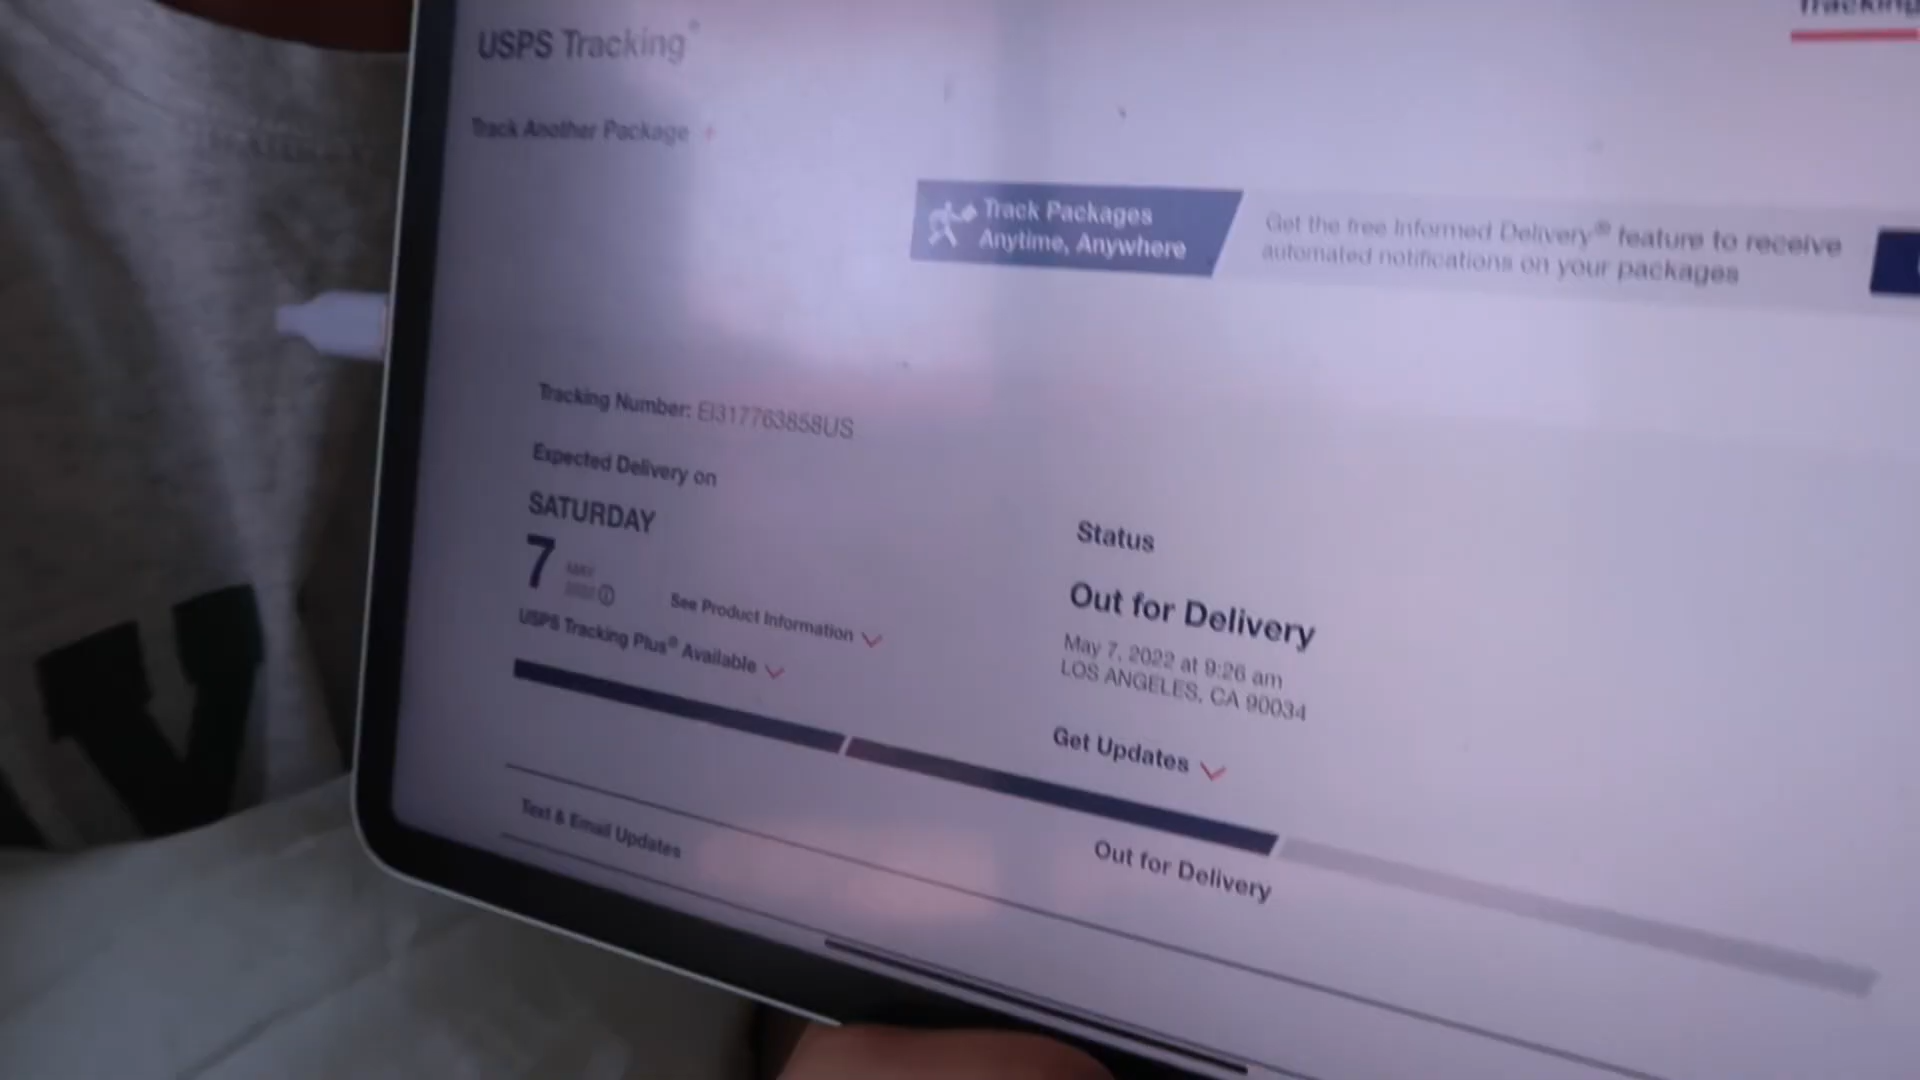 Tracking
USPS Tracking®
Track Another Package +
Track Packages
Anytime, Anywhere
Get the free Informed Delivery® feature to receive
automated notifications on your packages
Tracking Number: EI317763858US
Expected Delivery on
SATURDAY
7 MAY
2022
See Product Information
USPS Tracking Plus® Available
Status
Out for Delivery
May 7, 2022 at 9:26 am
LOS ANGELES, CA 90034
Get Updates
Out for Delivery
Text & Email Updates